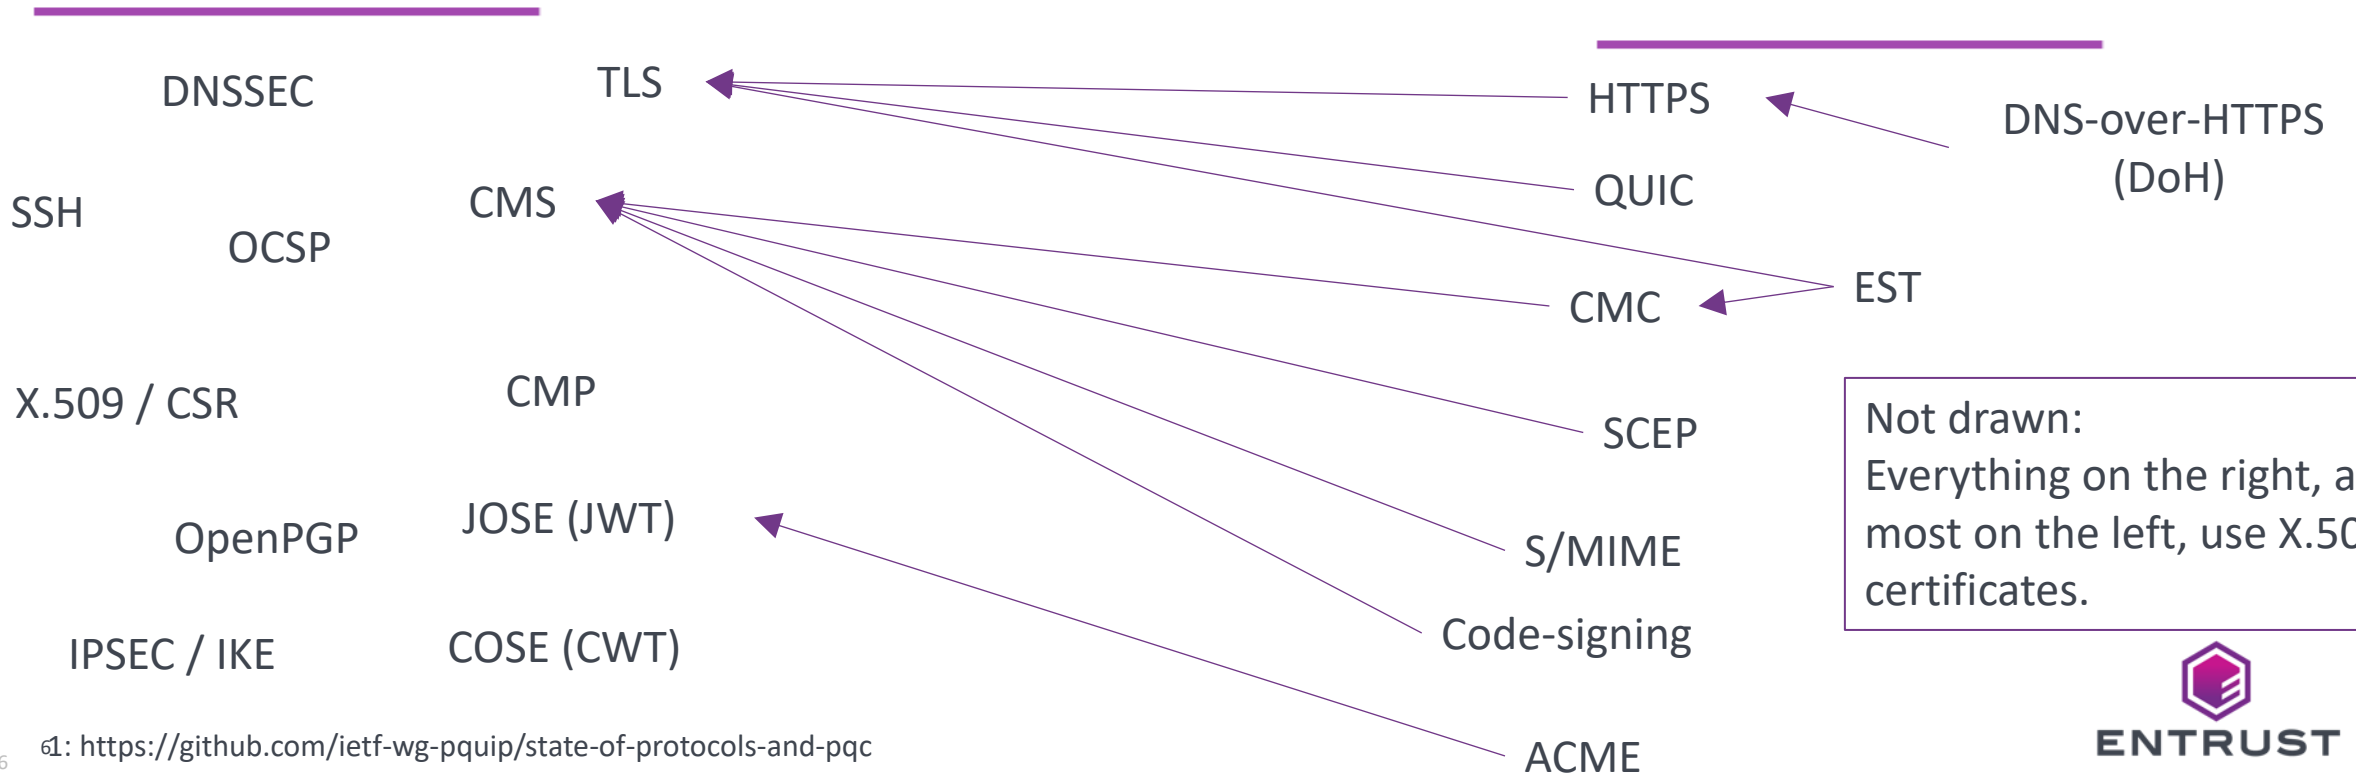 DNSSEC
TLS
HTTPS
DNS-over-HTTPS
(DoH)
SSH
CMS
QUIC
OCSP
CMC
EST
X.509 / CSR
CMP
SCEP
Not drawn:
Everything on the right, a
most on the left, use X.50
certificates.
OpenPGP
JOSE (JWT)
S/MIME
IPSEC / IKE
COSE (CWT)
Code-signing
ACME
6
6
1: https://github.com/ietf-wg-pquip/state-of-protocols-and-pqc
ENTRUST